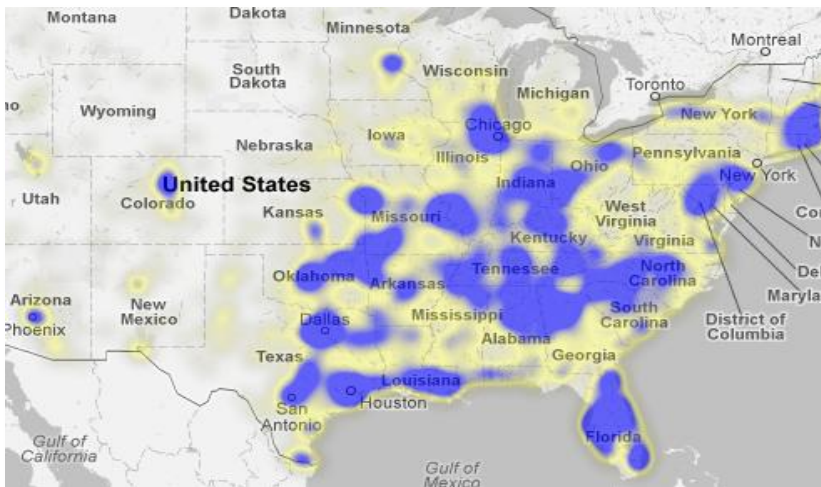 Montana
Dakota
Minnesota
Montreal
South
Dakota
Wisconsin
Michigan
Toronto
Wyoming
New York
Chicago
Iowa
Nebraska
Illinois
Ohio
Pennsylvania
New York
Indiana
United States
Utah
Colorado
Kansas
Missouri
West
Virginia
Kentucky
Virginia
Oklahoma
Arkansas
Tennessee
North
Carolina
Del
Maryla
Arizona
Phoenix
New
Mexico
Dallas
Mississippi
South
Carolina
District of
Columbia
Alabama
Texas
Georgia
Louisiana
Houston
San
Antonio
Florida
Gulf of
California
Gulf of
Mexico